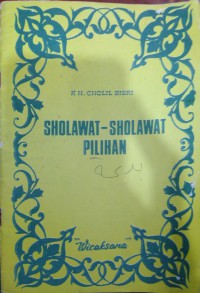 K H. CHOLIL BISRI
SHOLAWAT-SHOLAWAT
PILIHAN
"Wicaksana"